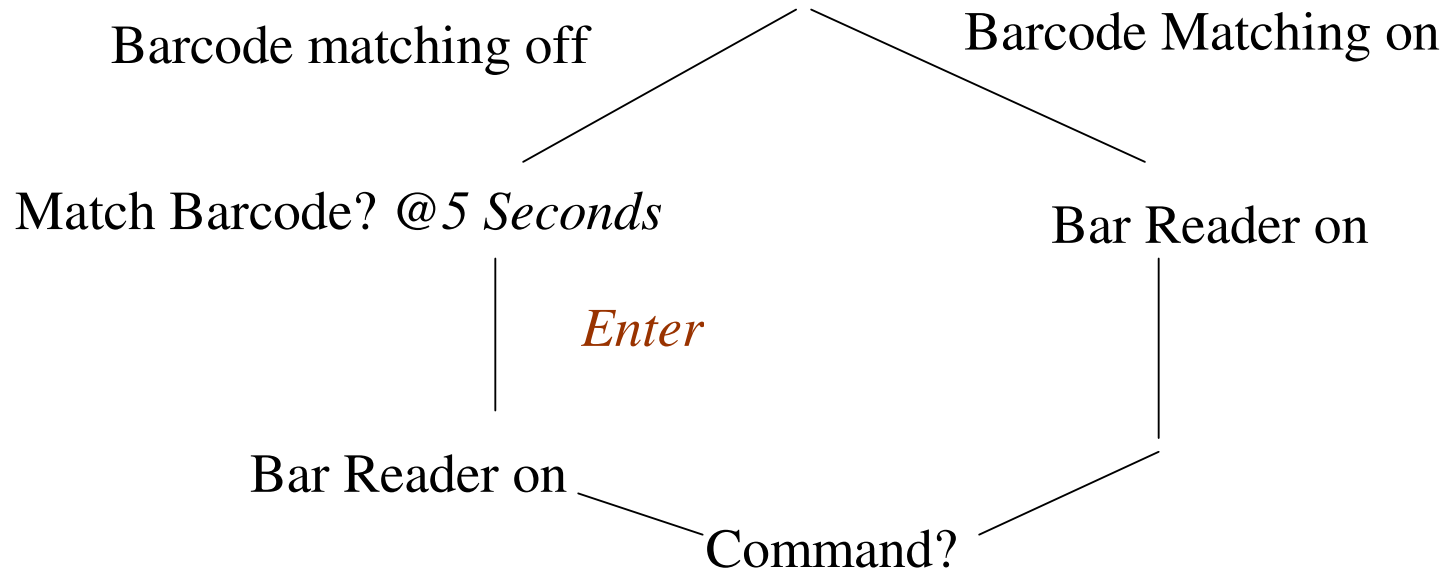 Barcode matching off
Barcode Matching on
Match Barcode? @5 Seconds
Bar Reader on
Enter
Bar Reader on
Command?